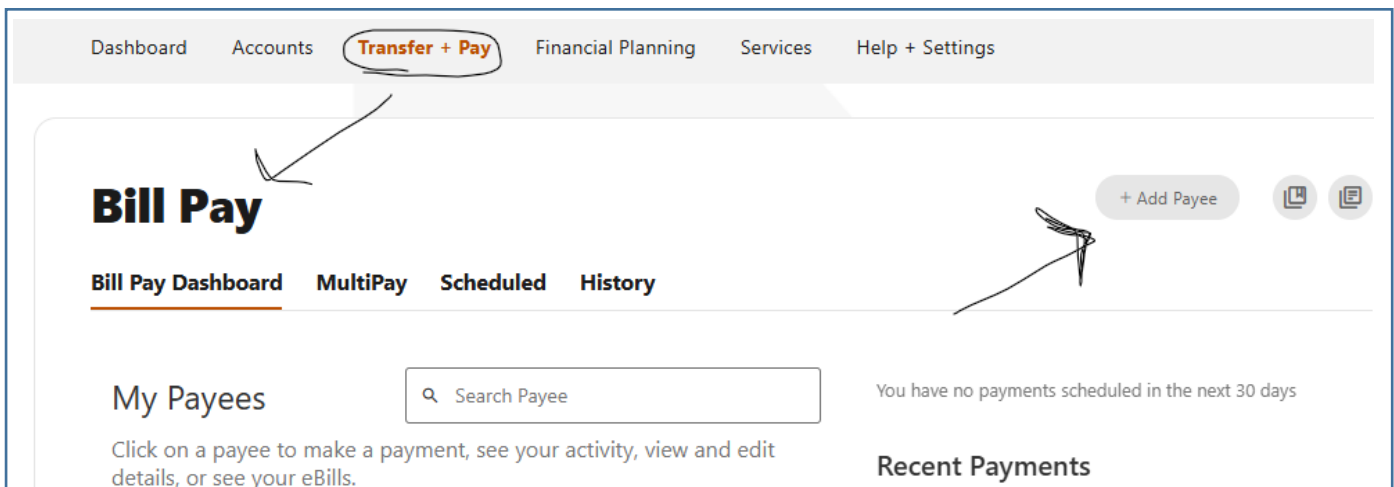 Dashboard Accounts Transfer + Pay Financial Planning Services Help + Settings
Bill Pay
+ Add Payee
Bill Pay Dashboard MultiPay Scheduled History
My Payees
Search Payee
Click on a payee to make a payment, see your activity, view and edit
details, or see your eBills.
You have no payments scheduled in the next 30 days
Recent Payments